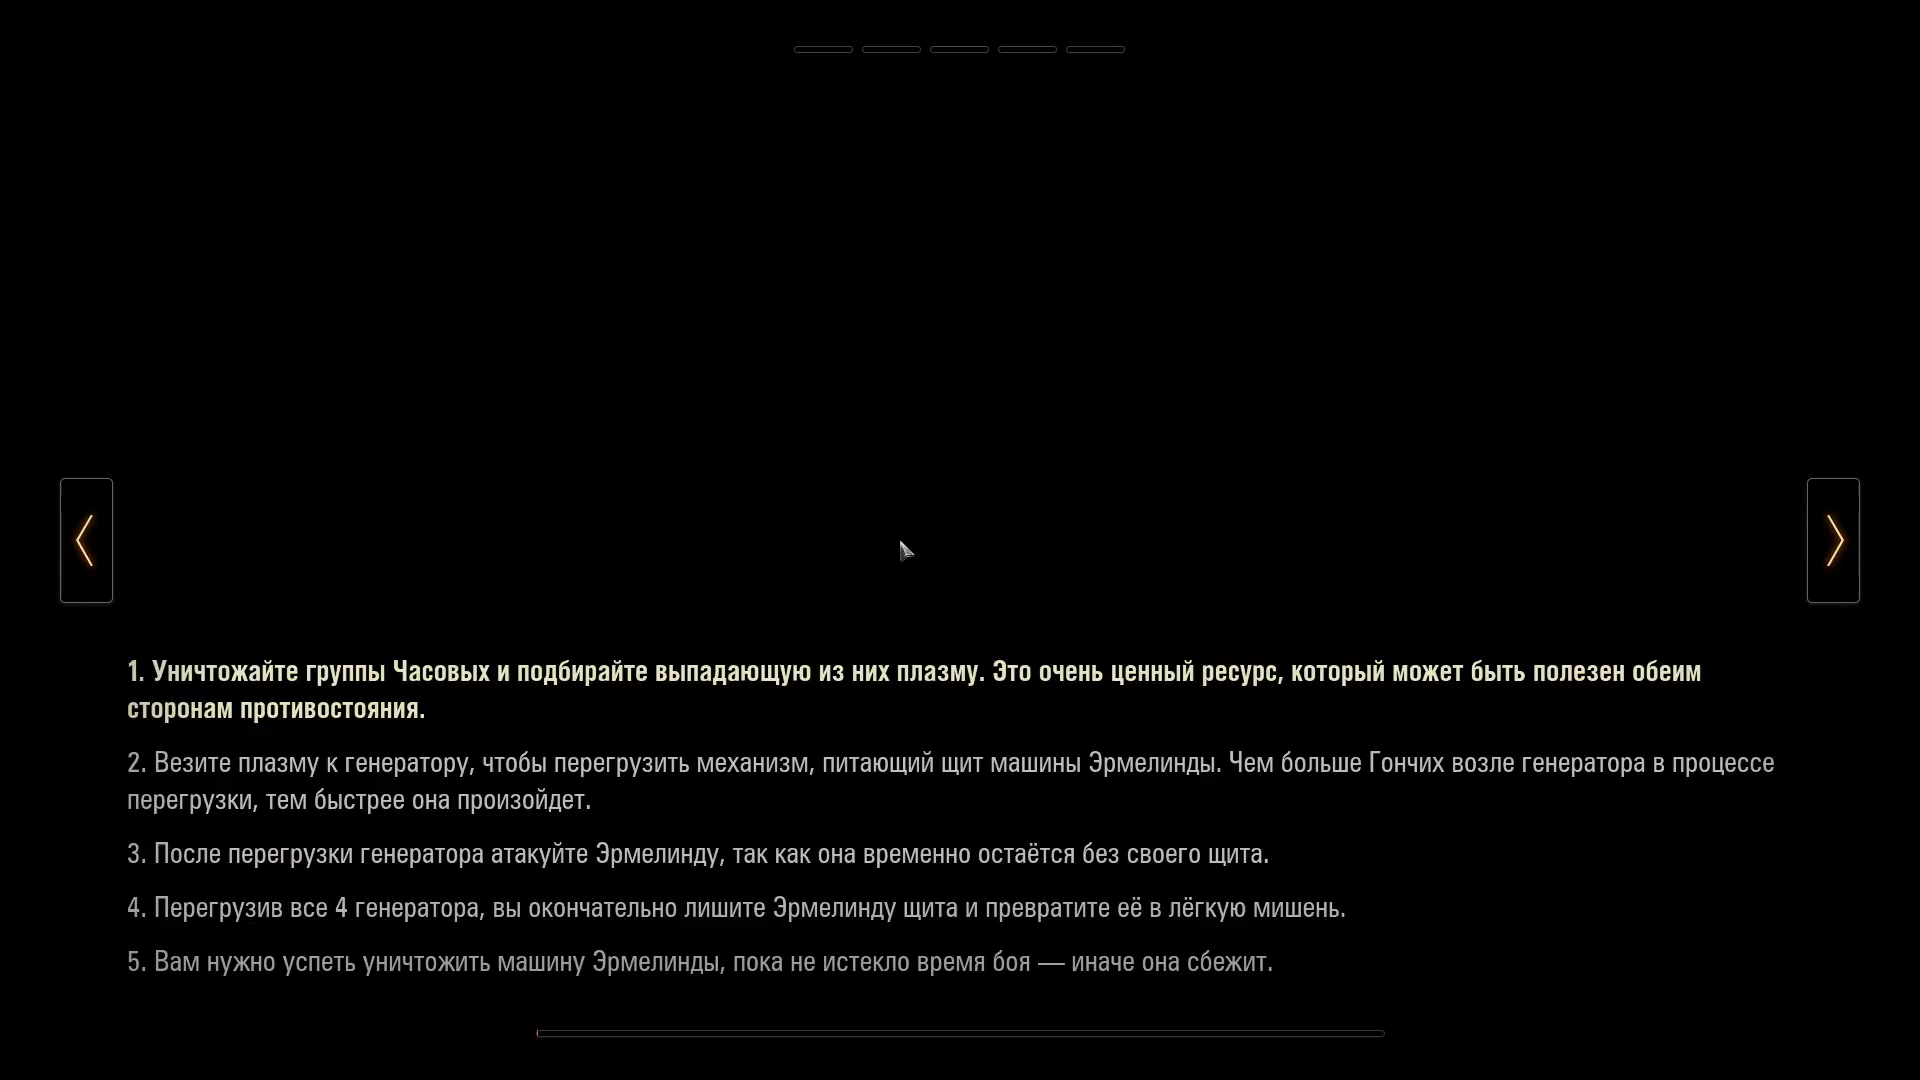 1. Уничтожайте группы Часовых и подбирайте выпадающую из них плазму. Это очень ценный ресурс, который может быть полезен обеим
сторонам противостояния.
2. Везите плазму к генератору, чтобы перегрузить механизм, питающий щит машины Эрмелинды. Чем больше Гончих возле генератора в процессе
перегрузки, тем быстрее она произойдет.
3. После перегрузки генератора атакуйте Эрмелинду, так как она временно остаётся без своего щита.
4. Перегрузив все 4 генератора, вы окончательно лишите Эрмелинду щита и превратите её в лёгкую мишень.
5. Вам нужно успеть уничтожить машину Эрмелинды, пока не истекло время боя — иначе она сбежит.